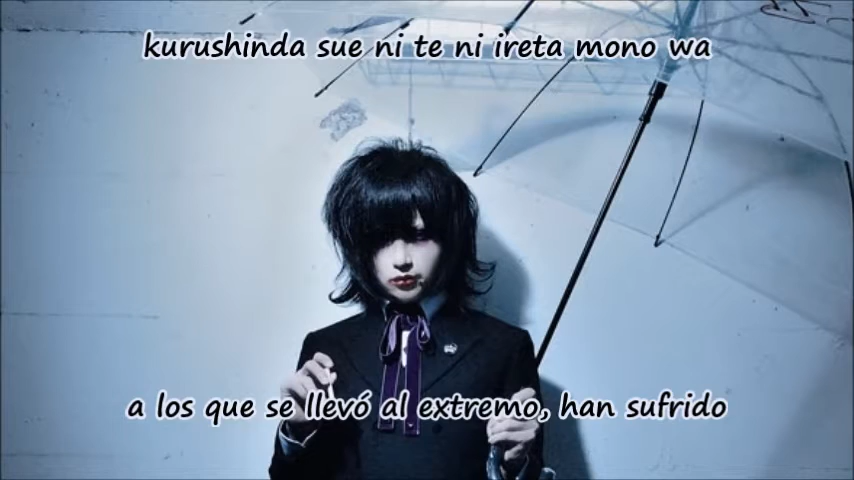 kurushinda sue ni te ni ireta mono wa
a los que se llevó al extremo, han sufrido